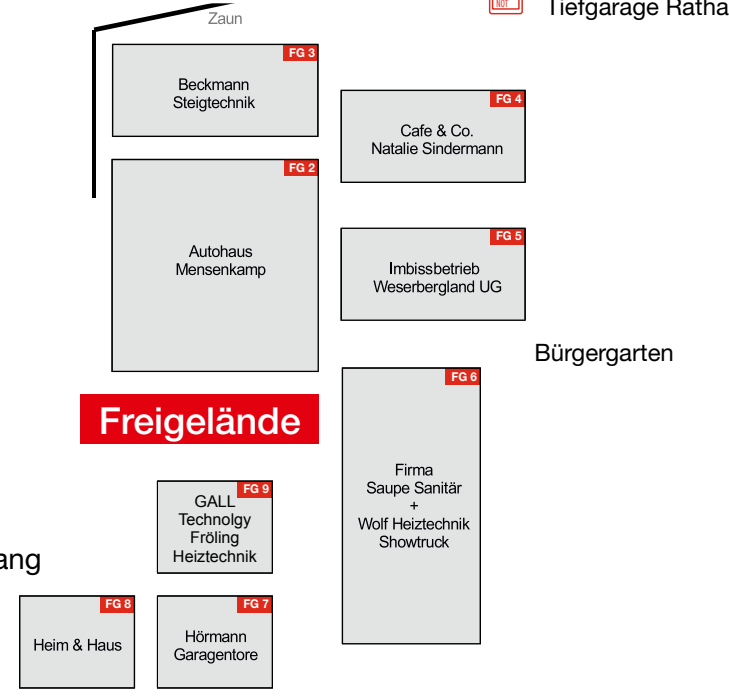 Zaun
NOT
Tiefgarage Ratha
FG 3
Beckmann
Steigtechnik
FG 4
Cafe & Co.
Natalie Sindermann
FG 2
Autohaus
Mensenkamp
FG 5
Imbissbetrieb
Weserbergland UG
Bürgergarten
FG 6
Firma
Saupe Sanitär
+
Wolf Heiztechnik
Showtruck
Freigelände
FG 9
GALL
Technolgy
Fröling
Heiztechnik
ang
FG 8
Heim & Haus
FG 7
Hörmann
Garagentore